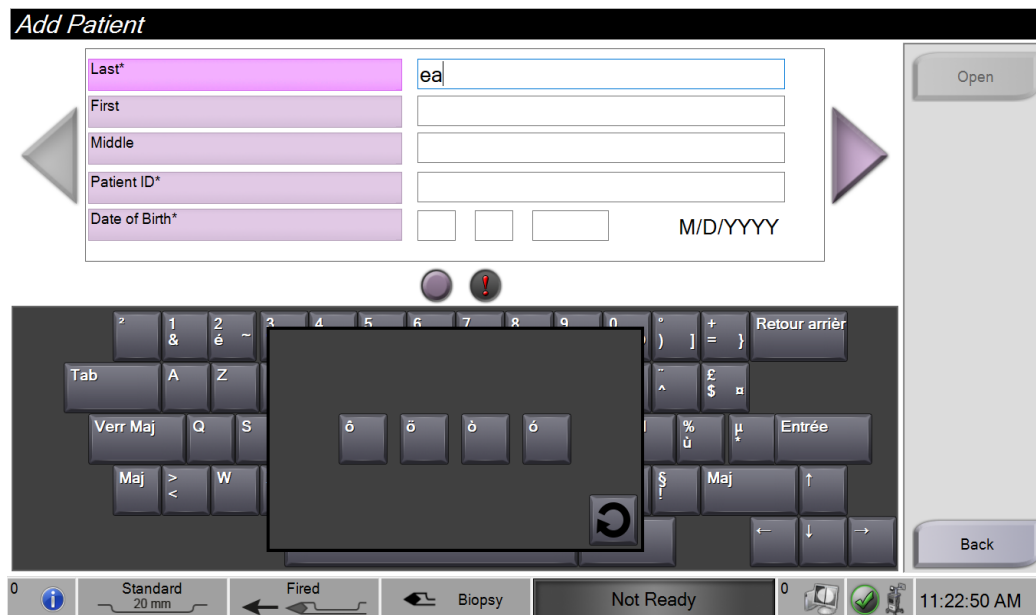 Add Patient
Last*
ea
First
Middle
Patient ID*
Date of Birth*
M/D/YYYY
Open
² 1 & 2 é ~ 3 4 5 6 7 8 9 0 ° ) ] + = } Retour arrièr
Tab A Z ¨ ^ £ $ ¤
Verr Maj Q S % ù µ * Entrée
Maj > < W § ! Maj ↑
← ↓ →
ô ö ò ó
Back
0
Standard
20 mm
Fired
Biopsy
Not Ready
0
11:22:50 AM